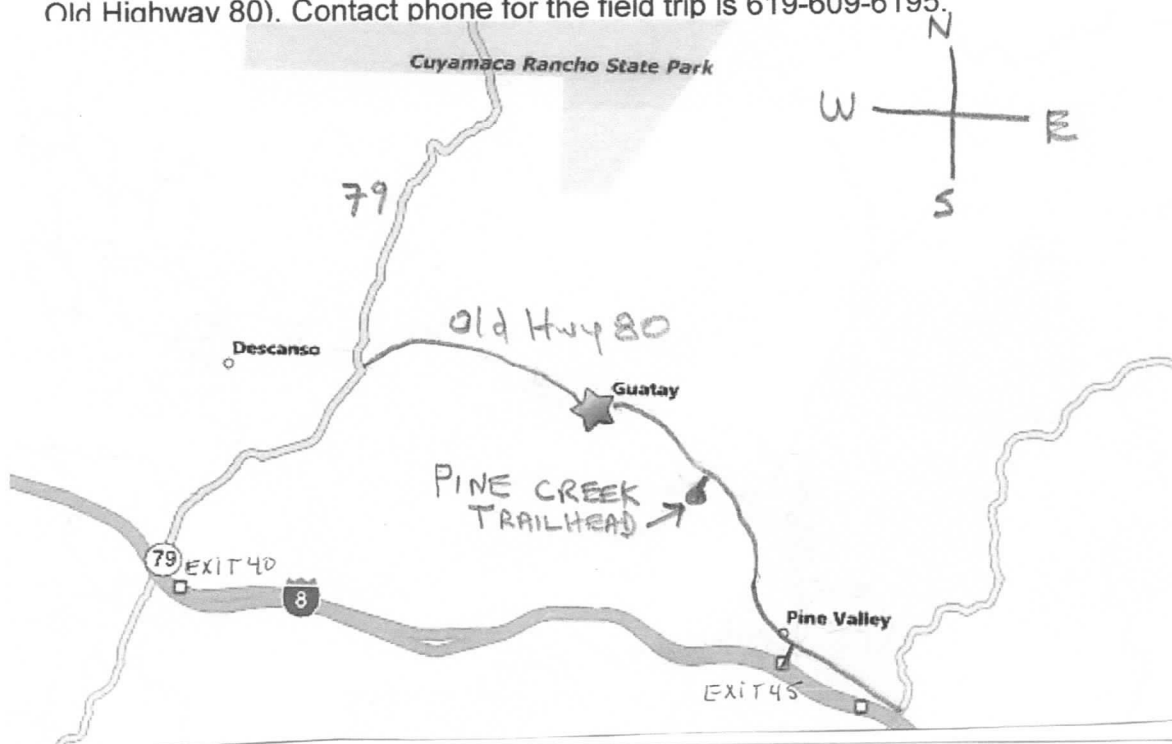 Old Highway 80). Contact phone for the field trip is 619-609-6195.
N
Cuyamaca Rancho State Park
W
E
79
S
Old Hwy 80
Descanso
Guatay
PINE CREEK
TRAILHEAD
79
EXIT 40
8
Pine Valley
EXIT 45